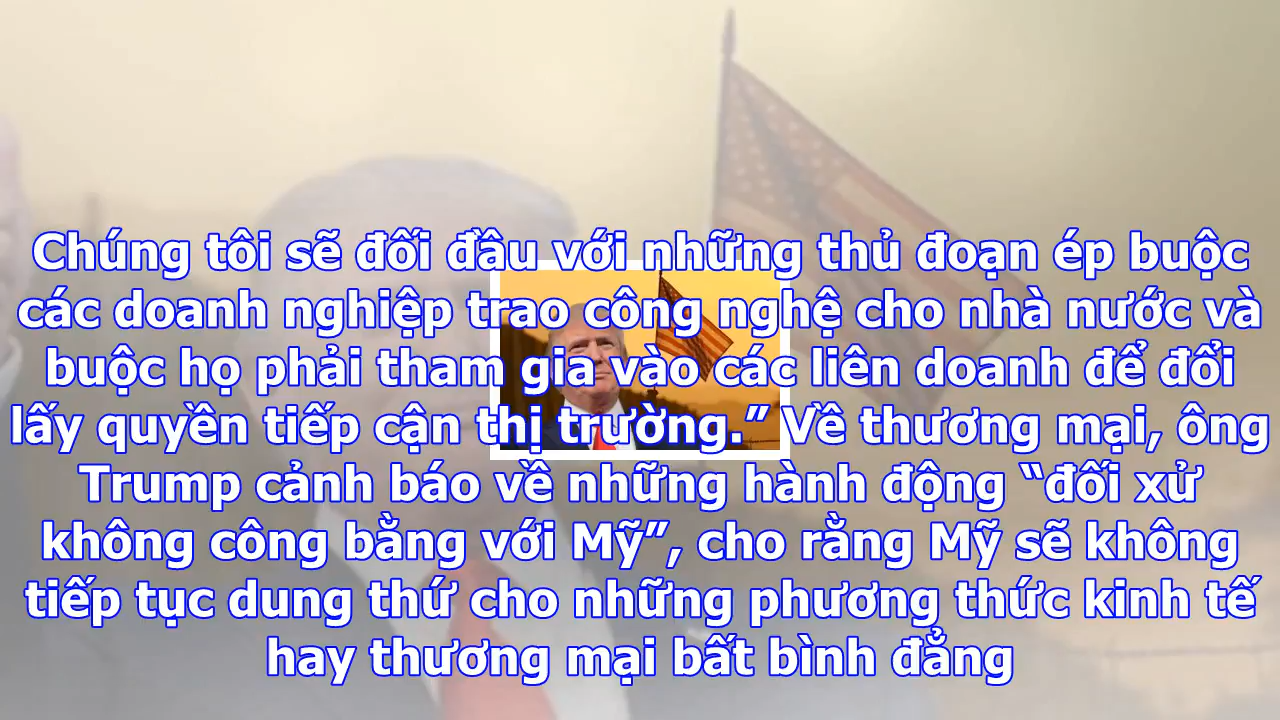 Chúng tôi sẽ đối đầu với những thủ đoạn ép buộc
các doanh nghiệp trao công nghệ cho nhà nước và
buộc họ phải tham gia vào các liên doanh để đổi
lấy quyền tiếp cận thị trường.” Về thương mại, ông
Trump cảnh báo về những hành động “đối xử
không công bằng với Mỹ”, cho rằng Mỹ sẽ không
tiếp tục dung thứ cho những phương thức kinh tế
hay thương mại bất bình đẳng